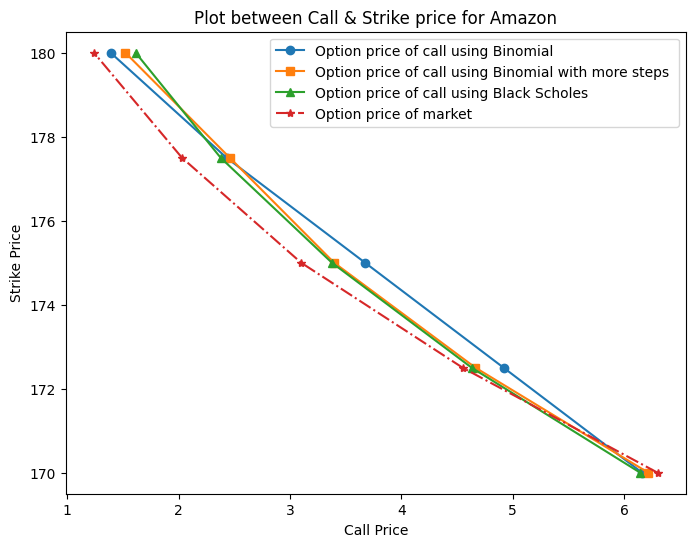 Plot between Call & Strike price for Amazon
Option price of call using Binomial
Option price of call using Binomial with more steps
Option price of call using Black Scholes
Option price of market
180
178
176
174
172
170
Strike Price
1
2
3
4
5
6
Call Price